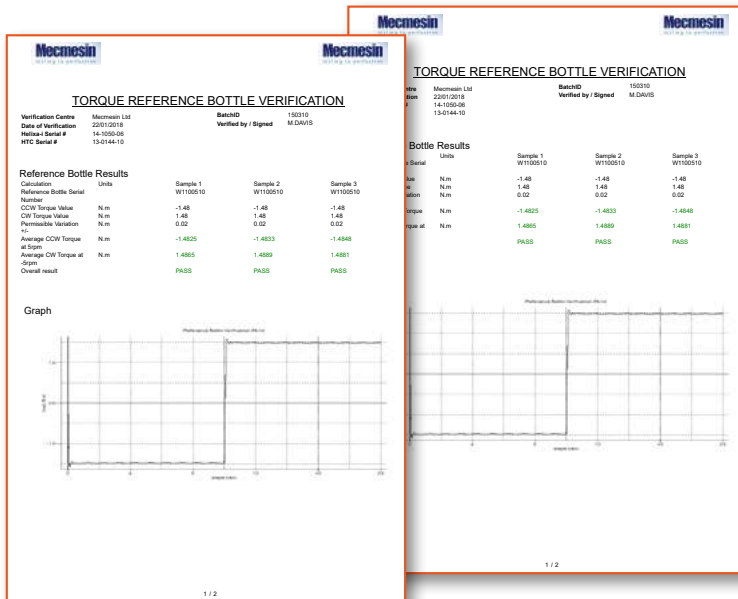 Mecmesin
Mecmesin
TORQUE REFERENCE BOTTLE VERIFICATION
Verification Centre Mecmesin Ltd BatchID 150310
Date of Verification 22/01/2018 Verified by / Signed M.DAVIS
Helixa-i Serial # 14-1050-06
HTC Serial # 13-0144-10
Reference Bottle Results
Calculation Units Sample 1 Sample 2 Sample 3
Reference Bottle Serial W1100510 W1100510 W1100510
Number
CCW Torque Value N.m -1.48 -1.48 -1.48
CW Torque Value N.m 1.48 1.48 1.48
Permissible Variation N.m 0.02 0.02 0.02
+/-
Average CCW Torque N.m -1.4825 -1.4833 -1.4848
at 5rpm
Average CW Torque at N.m 1.4865 1.4889 1.4881
-5rpm
Overall result PASS PASS PASS
Graph
1 / 2
Mecmesin
Mecmesin
TORQUE REFERENCE BOTTLE VERIFICATION
ntre Mecmesin Ltd BatchID 150310
tion 22/01/2018 Verified by / Signed M.DAVIS
# 14-1050-06
13-0144-10
Bottle Results
Units Sample 1 Sample 2 Sample 3
Serial W1100510 W1100510 W1100510
lue N.m -1.48 -1.48 -1.48
e N.m 1.48 1.48 1.48
ation N.m 0.02 0.02 0.02
orque N.m -1.4825 -1.4833 -1.4848
rque at N.m 1.4865 1.4889 1.4881
PASS PASS PASS
1 / 2